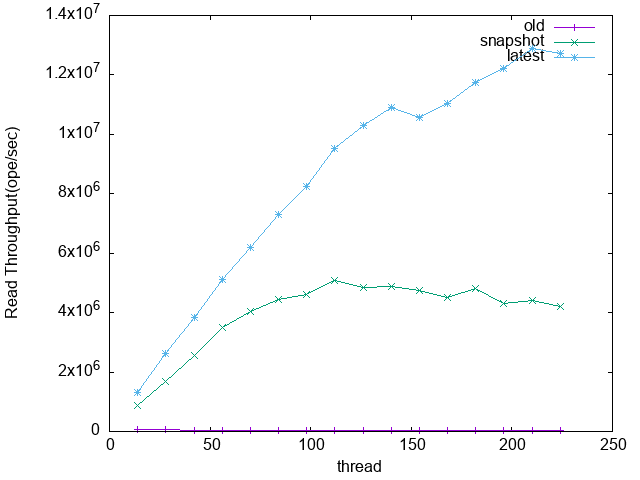 1.4x10⁷
1.2x10⁷
1x10⁷
8x10⁶
6x10⁶
4x10⁶
2x10⁶
0
Read Throughput(ope/sec)
old
snapshot
latest
0 50 100 150 200 250
thread